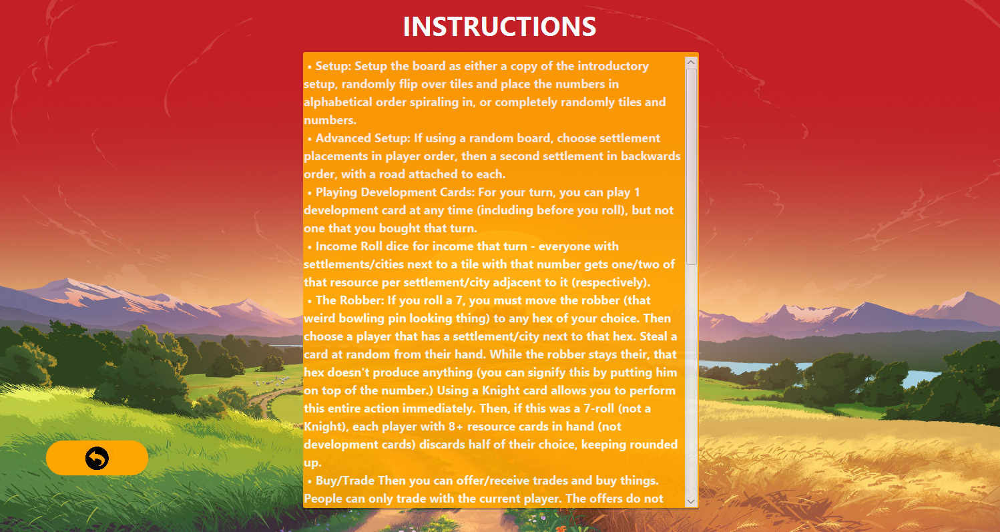 INSTRUCTIONS
• Setup: Setup the board as either a copy of the introductory
setup, randomly flip over tiles and place the numbers in
alphabetical order spiraling in, or completely randomly tiles and
numbers.
• Advanced Setup: If using a random board, choose settlement
placements in player order, then a second settlement in backwards
order, with a road attached to each.
• Playing Development Cards: For your turn, you can play 1
development card at any time (including before you roll), but not
one that you bought that turn.
• Income Roll dice for income that turn - everyone with
settlements/cities next to a tile with that number gets one/two of
that resource per settlement/city adjacent to it (respectively).
• The Robber: If you roll a 7, you must move the robber (that
weird bowling pin looking thing) to any hex of your choice. Then
choose a player that has a settlement/city next to that hex. Steal a
card at random from their hand. While the robber stays their, that
hex doesn't produce anything (you can signify this by putting him
on top of the number.) Using a Knight card allows you to perform
this entire action immediately. Then, if this was a 7-roll (not a
Knight), each player with 8+ resource cards in hand (not
development cards) discards half of their choice, keeping rounded
up.
• Buy/Trade Then you can offer/receive trades and buy things.
People can only trade with the current player. The offers do not